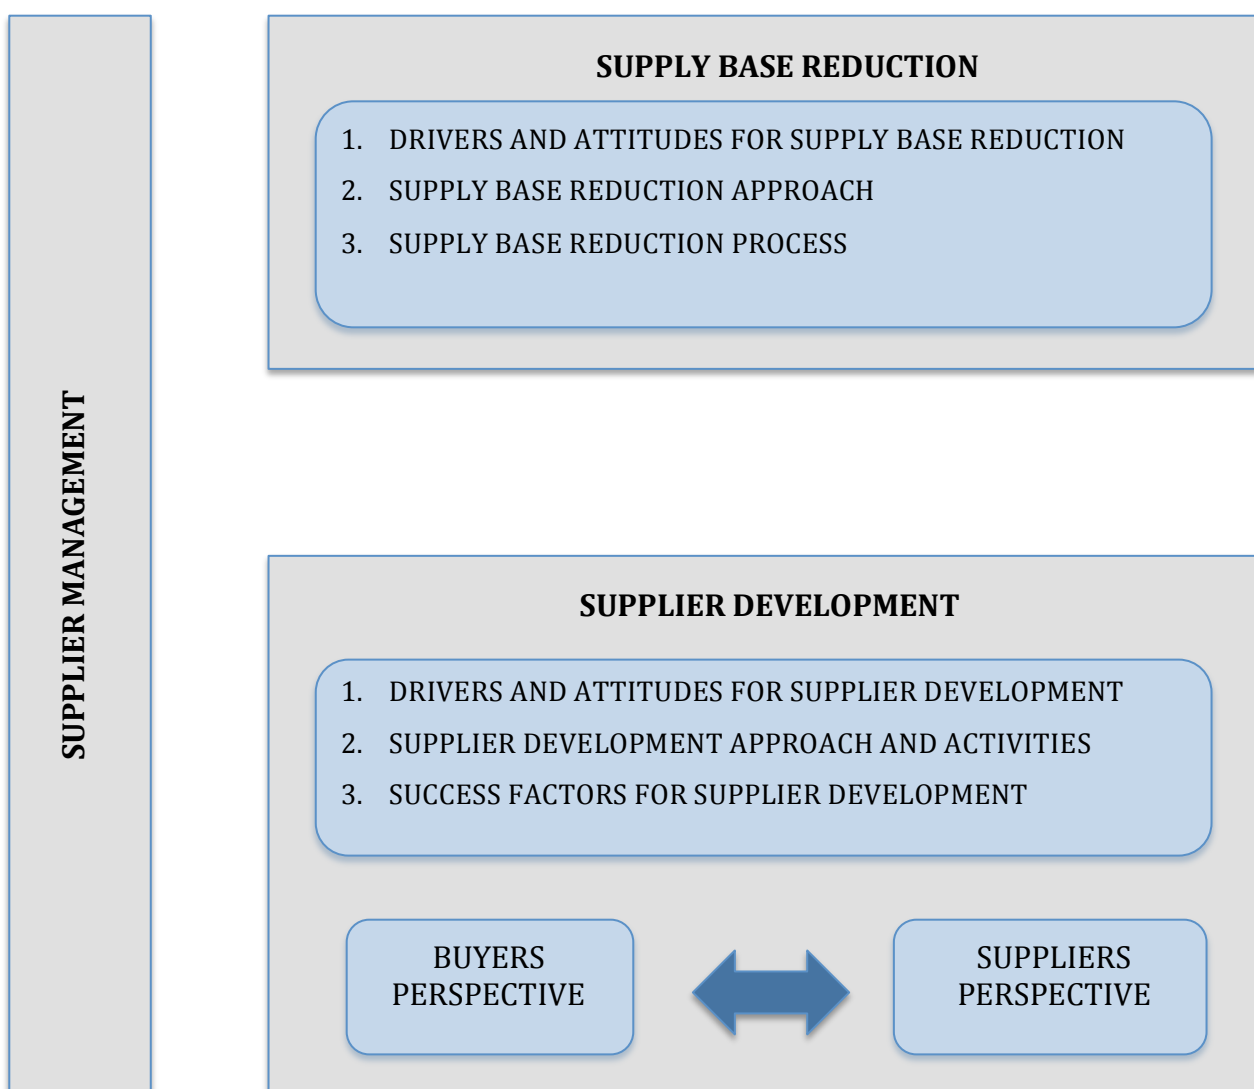 SUPPLIER MANAGEMENT
SUPPLY BASE REDUCTION
1. DRIVERS AND ATTITUDES FOR SUPPLY BASE REDUCTION
2. SUPPLY BASE REDUCTION APPROACH
3. SUPPLY BASE REDUCTION PROCESS
SUPPLIER DEVELOPMENT
1. DRIVERS AND ATTITUDES FOR SUPPLIER DEVELOPMENT
2. SUPPLIER DEVELOPMENT APPROACH AND ACTIVITIES
3. SUCCESS FACTORS FOR SUPPLIER DEVELOPMENT
BUYERS
PERSPECTIVE
SUPPLIERS
PERSPECTIVE